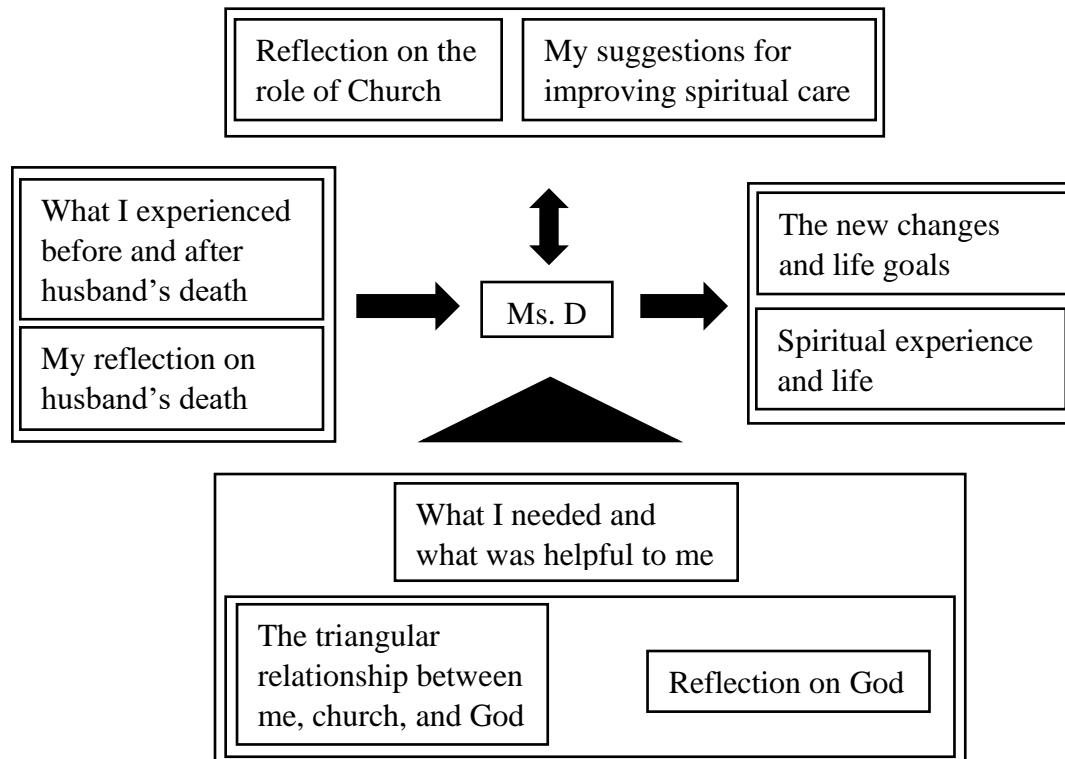 Reflection on the
role of Church
My suggestions for
improving spiritual care
What I experienced
before and after
husband’s death
My reflection on
husband’s death
Ms. D
The new changes
and life goals
Spiritual experience
and life
What I needed and
what was helpful to me
The triangular
relationship between
me, church, and God
Reflection on God